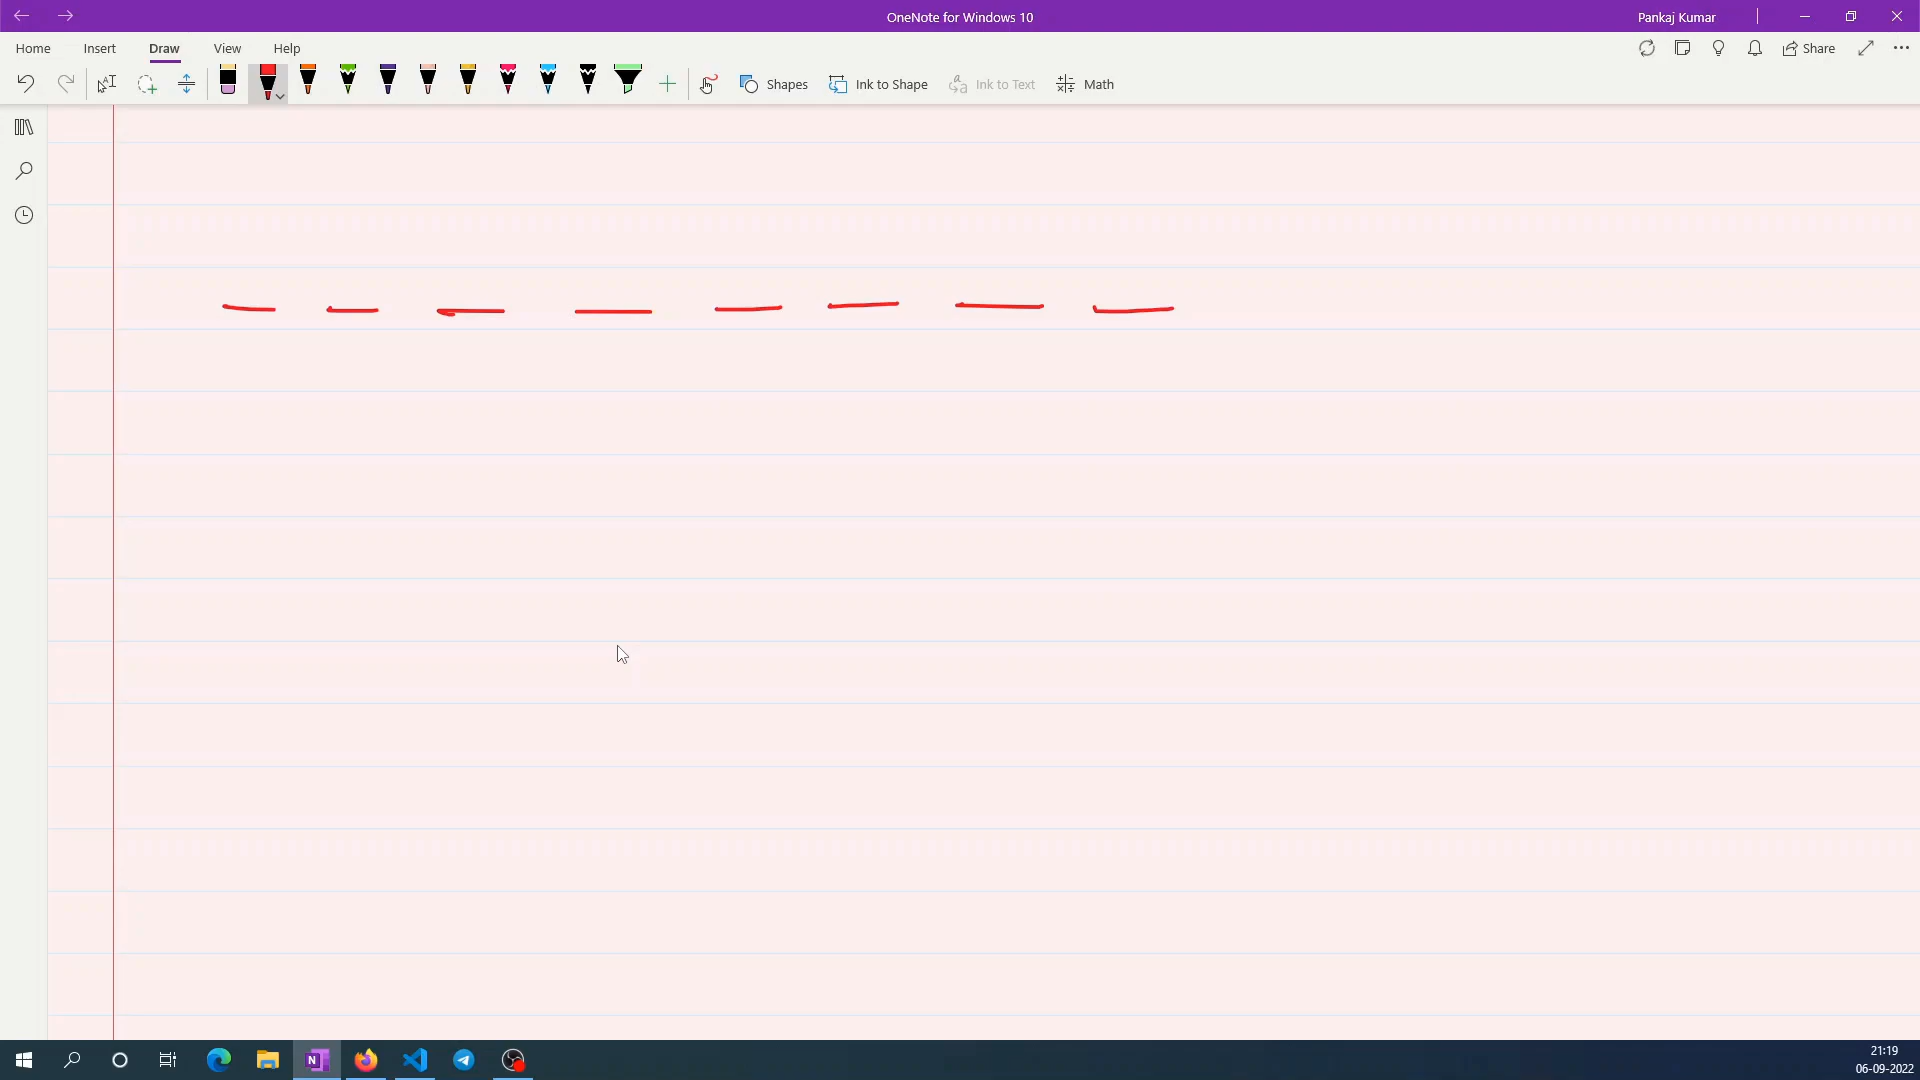 OneNote for Windows 10
Pankaj Kumar
Home Insert Draw View Help
Share
Shapes Ink to Shape Ink to Text Math
21:19
06-09-2022